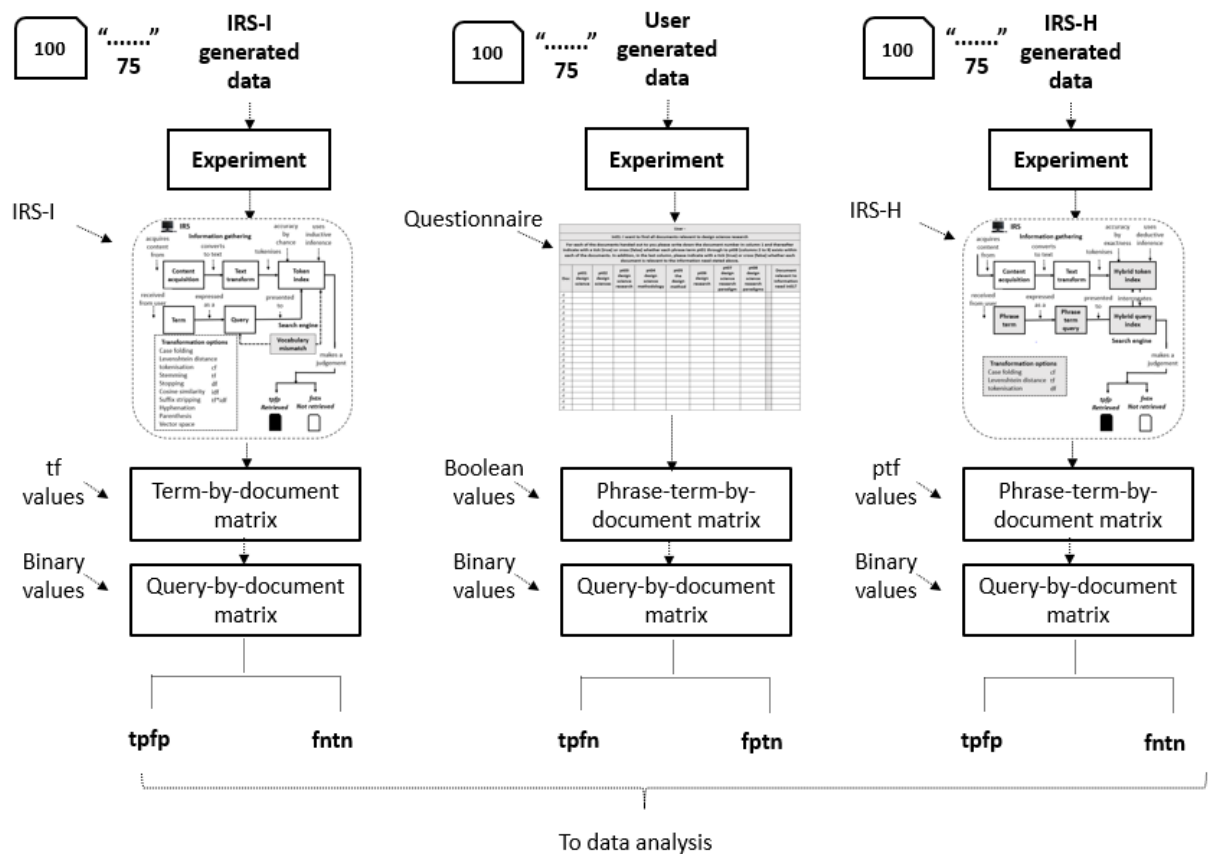 100
“.......”
75
IRS-I
generated
data
100
“.......”
75
User
generated
data
100
“.......”
75
IRS-H
generated
data
Experiment
Experiment
Experiment
IRS-I
IRS
Information gathering
acquires
content
from
converts
to text
tokenises
accuracy
by
chance
uses
inductive
inference
Content
acquisition
Text
transform
Token
index
received
from user
expressed
as a
presented
to
Term
Query
Search engine
Vocabulary
mismatch
makes a
judgement
Transformation options
Case folding
Levenshtein distance
tokenisation cf
Stemming tf
Stopping df
Cosine similarity idf
Suffix stripping tf*idf
Hyphenation
Parenthesis
Vector space
tpfp
Retrieved
fntn
Not retrieved
Questionnaire
IRS-H
IRS
Information gathering
acquires
content
from
converts
to text
tokenises
accuracy
by
exactness
uses
deductive
inference
Content
acquisition
Text
transform
Hybrid token
index
received
from user
expressed
as a
presented
to
interrogates
Phrase
term
Phrase
term
query
Hybrid query
index
Search engine
makes a
judgement
Transformation options
Case folding cf
Levenshtein distance tf
tokenisation df
tpfp
Retrieved
fntn
Not retrieved
tf
values
Term-by-document
matrix
Boolean
values
Phrase-term-by-
document matrix
ptf
values
Phrase-term-by-
document matrix
Binary
values
Query-by-document
matrix
Binary
values
Query-by-document
matrix
Binary
values
Query-by-document
matrix
tpfp
fntn
tpfn
fptn
tpfp
fntn
To data analysis